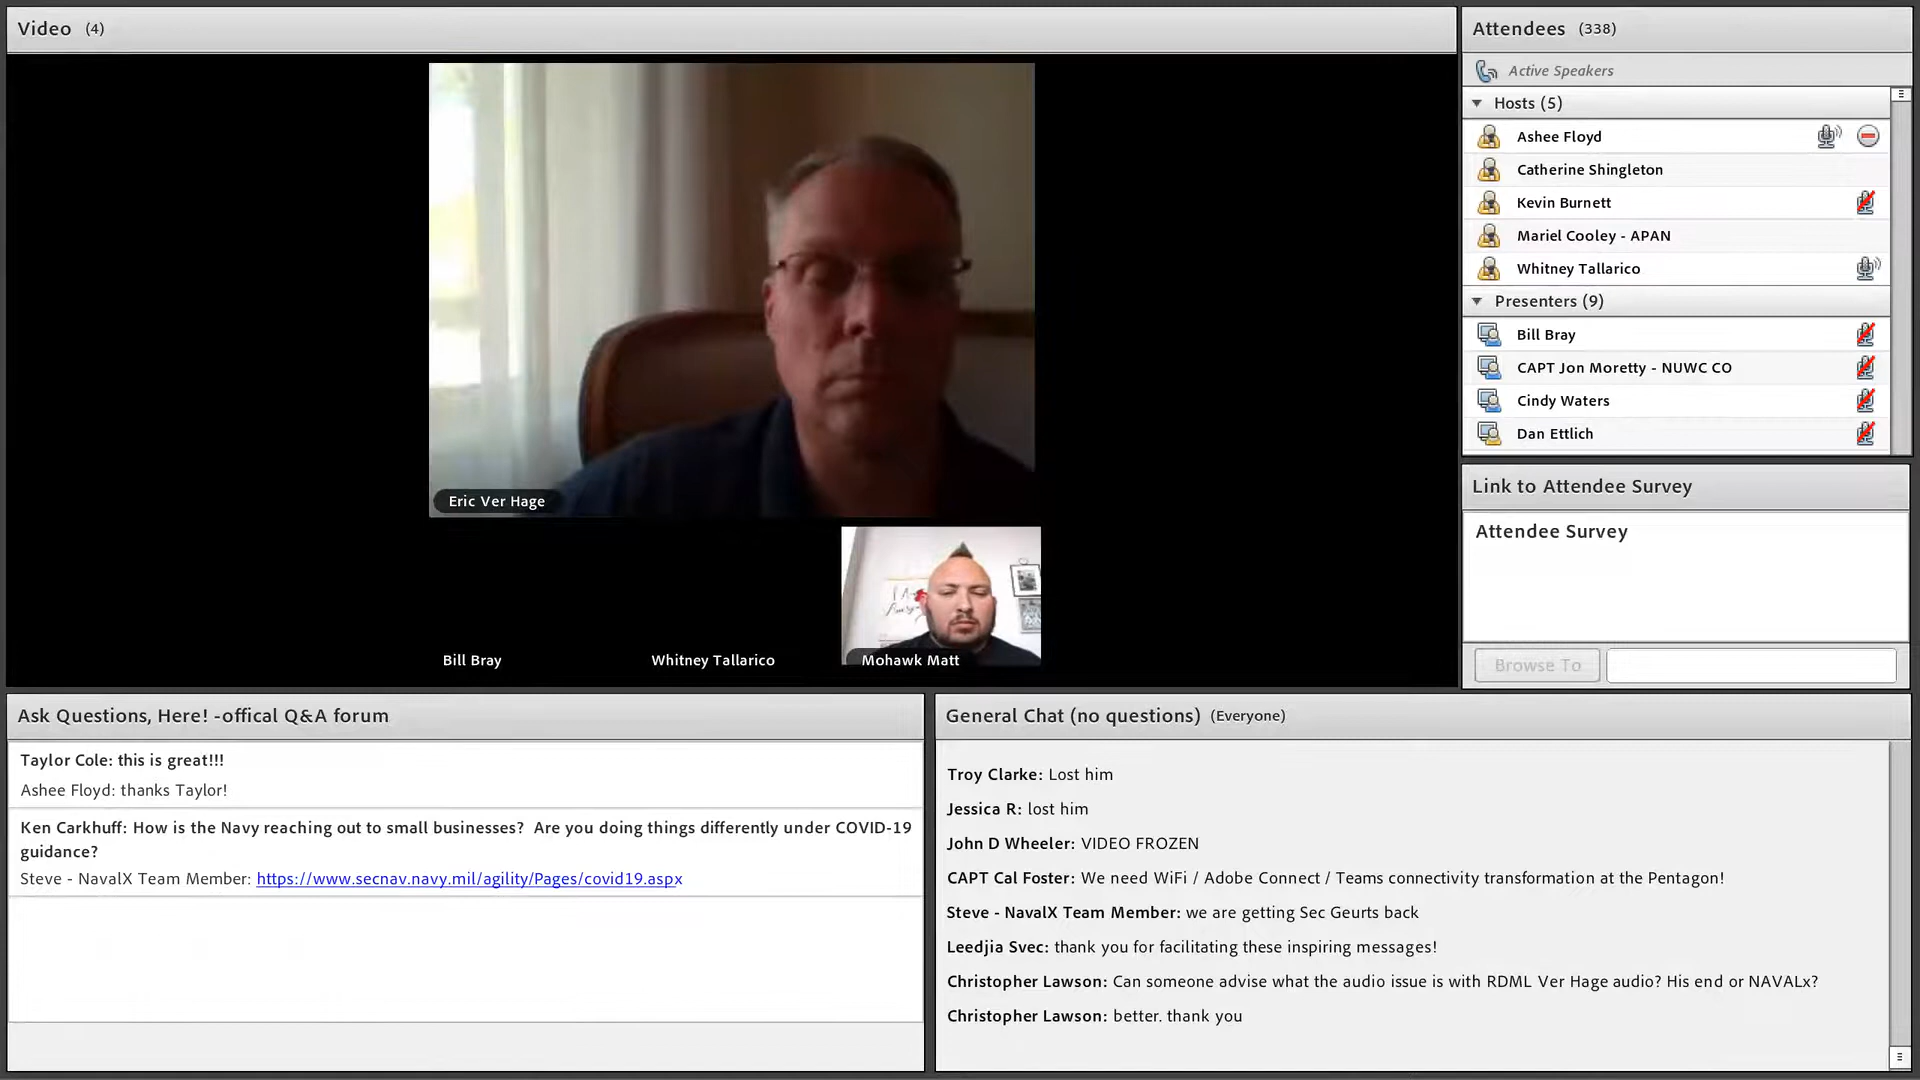 Video (4)
Eric Ver Hage
Bill Bray
Whitney Tallarico
Mohawk Matt
Attendees (338)
Active Speakers
Hosts (5)
Ashee Floyd
Catherine Shingleton
Kevin Burnett
Mariel Cooley - APAN
Whitney Tallarico
Presenters (9)
Bill Bray
CAPT Jon Moretty - NUWC CO
Cindy Waters
Dan Ettlich
Link to Attendee Survey
Attendee Survey
Browse To
Ask Questions, Here! -offical Q&A forum
Taylor Cole: this is great!!!
Ashee Floyd: thanks Taylor!
Ken Carkhuff: How is the Navy reaching out to small businesses? Are you doing things differently under COVID-19
guidance?
Steve - NavalX Team Member: https://www.secnav.navy.mil/agility/Pages/covid19.aspx
General Chat (no questions) (Everyone)
Troy Clarke: Lost him
Jessica R: lost him
John D Wheeler: VIDEO FROZEN
CAPT Cal Foster: We need WiFi / Adobe Connect / Teams connectivity transformation at the Pentagon!
Steve - NavalX Team Member: we are getting Sec Geurts back
Leedjia Svec: thank you for facilitating these inspiring messages!
Christopher Lawson: Can someone advise what the audio issue is with RDML Ver Hage audio? His end or NAVALx?
Christopher Lawson: better. thank you